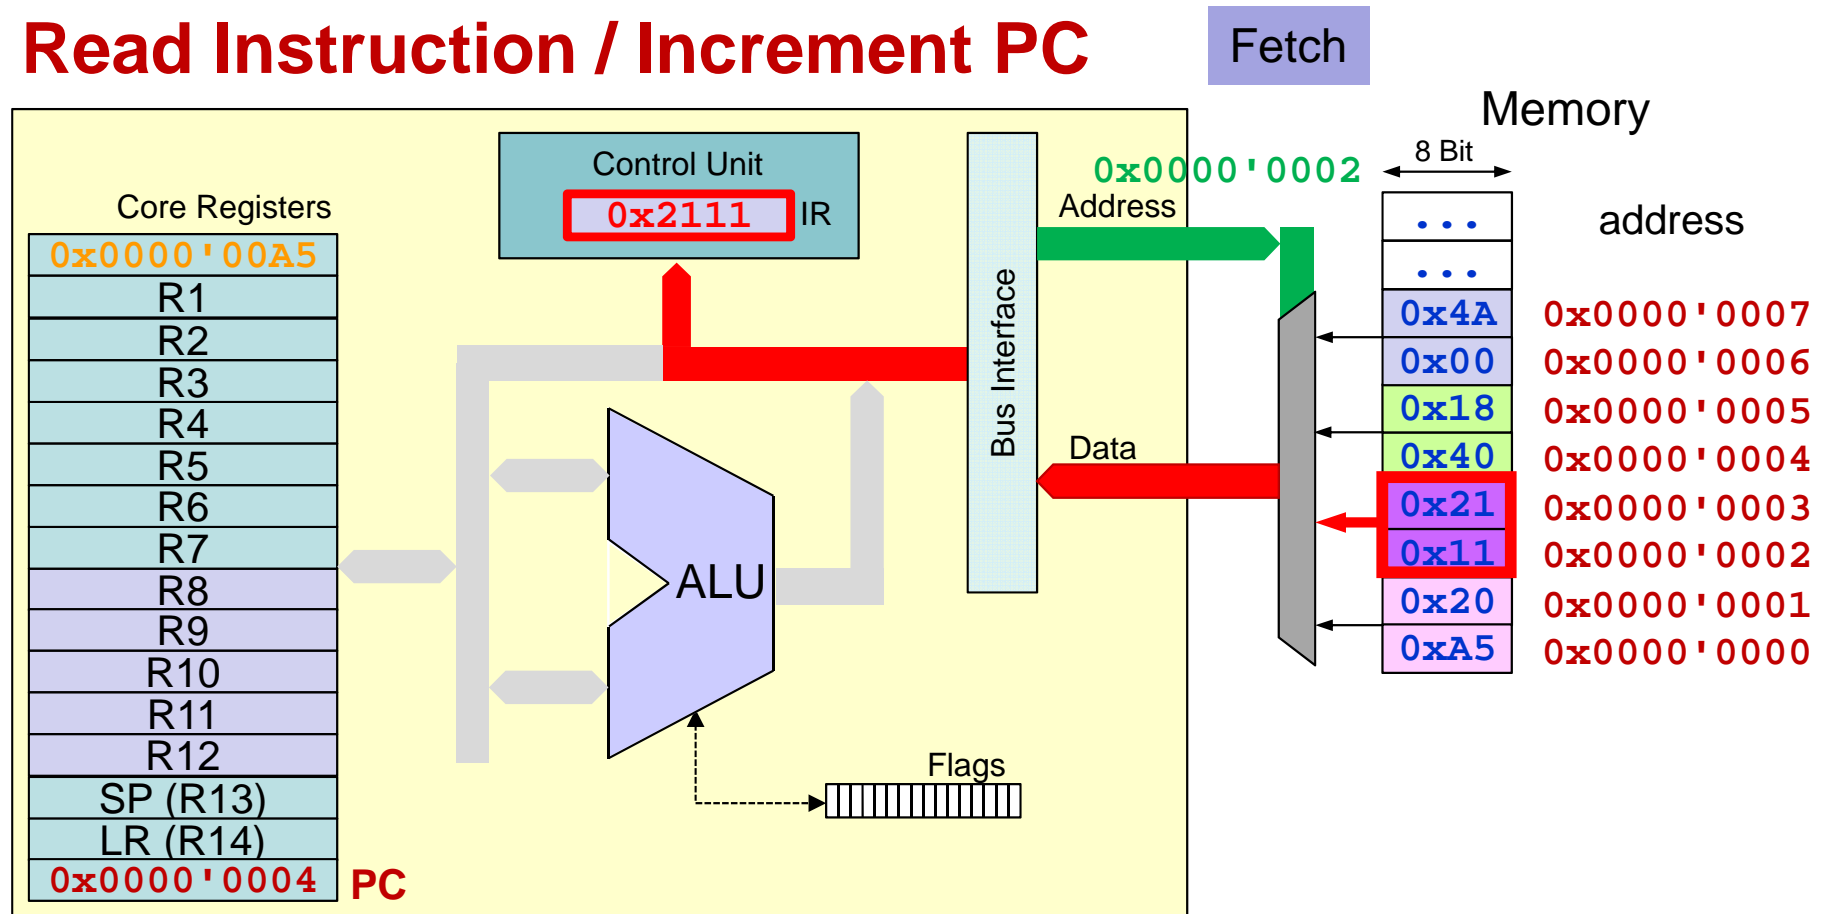 Read Instruction / Increment PC
Fetch
Memory
8 Bit
address
Control Unit
0x2111
IR
Core Registers
0x0000'00A5
R1
R2
R3
R4
R5
R6
R7
R8
R9
R10
R11
R12
SP (R13)
LR (R14)
0x0000'0004
PC
ALU
Flags
Bus Interface
0x0000'0002
Address
Data
...
...
0x4A 0x0000'0007
0x00 0x0000'0006
0x18 0x0000'0005
0x40 0x0000'0004
0x21 0x0000'0003
0x11 0x0000'0002
0x20 0x0000'0001
0xA5 0x0000'0000